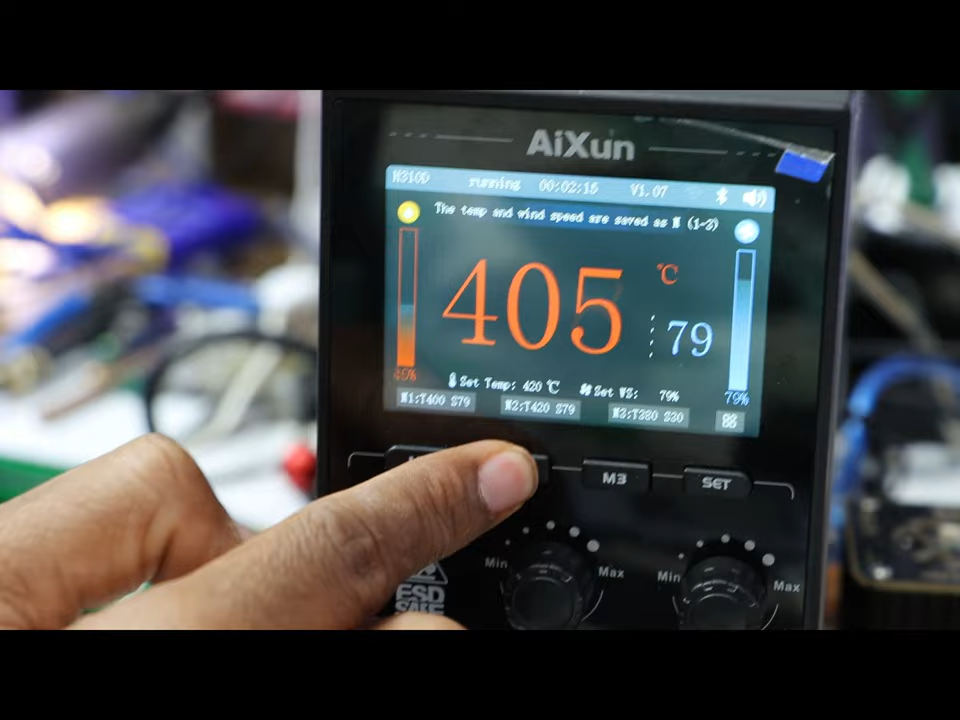 AiXun
H310D running 00:02:16 V1.07
The temp and wind speed are saved as M (1-3)
405 °C
79
45%
79%
Set Temp: 420 ℃ Set WS: 79%
M1:T400 S79 M2:T420 S79 M3:T380 S30
M3 SET
Min Max Min Max
ESD
SAFE